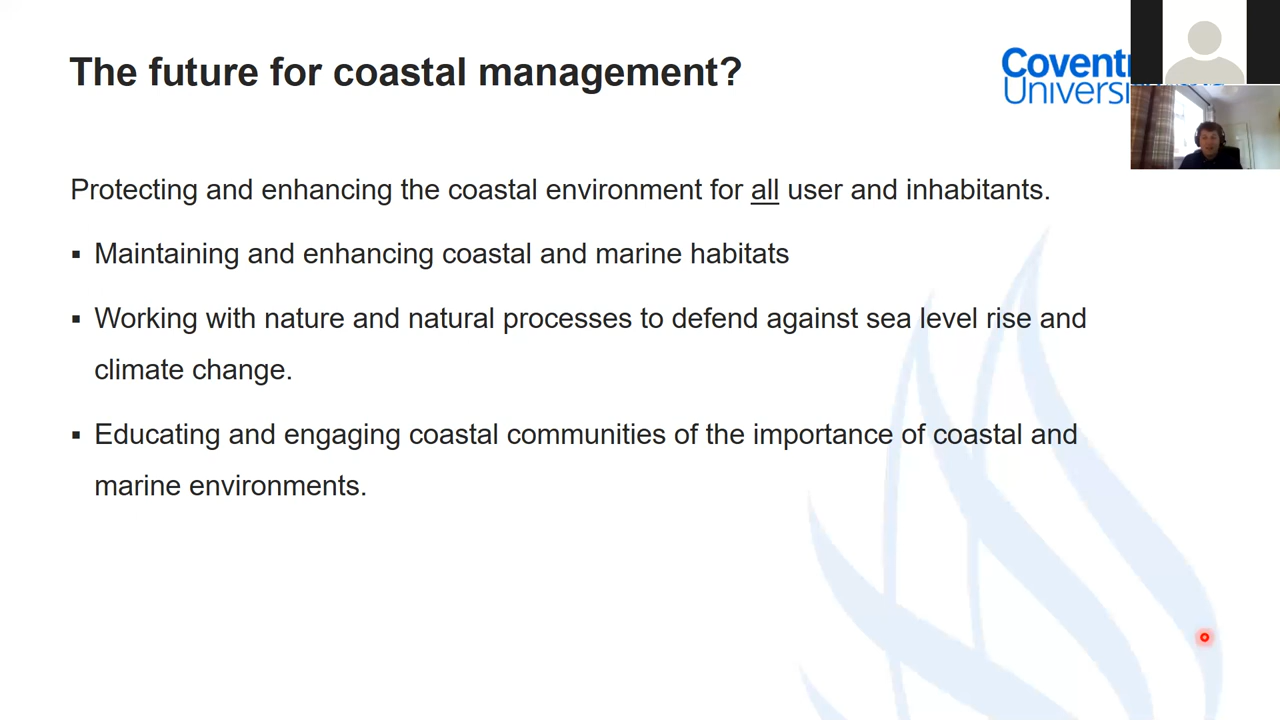 The future for coastal management?
Coventr
Universi
Protecting and enhancing the coastal environment for all user and inhabitants.
▪ Maintaining and enhancing coastal and marine habitats
▪ Working with nature and natural processes to defend against sea level rise and
climate change.
▪ Educating and engaging coastal communities of the importance of coastal and
marine environments.